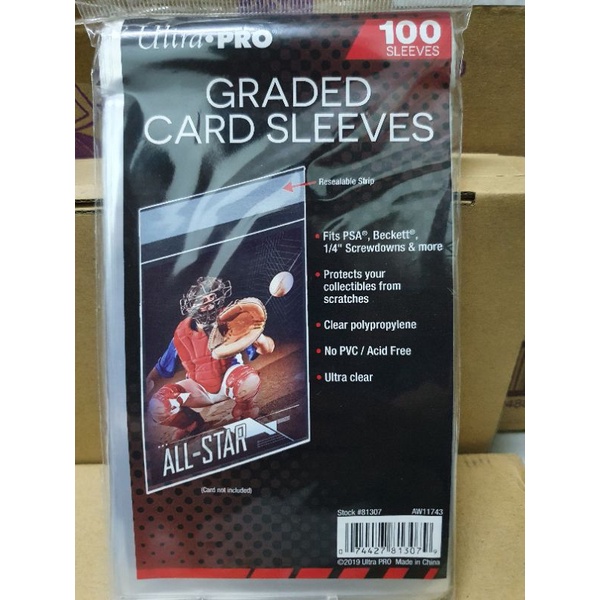 Ultra•PRO
100
SLEEVES
GRADED
CARD SLEEVES
Resealable Strip
• Fits PSA®, Beckett®,
1/4" Screwdowns & more
• Protects your
collectibles from
scratches
• Clear polypropylene
• No PVC / Acid Free
• Ultra clear
ALL-STAR
(Card not included)
Stock #81307
AW11743
0 74427 81307 9
©2019 Ultra PRO Made in China